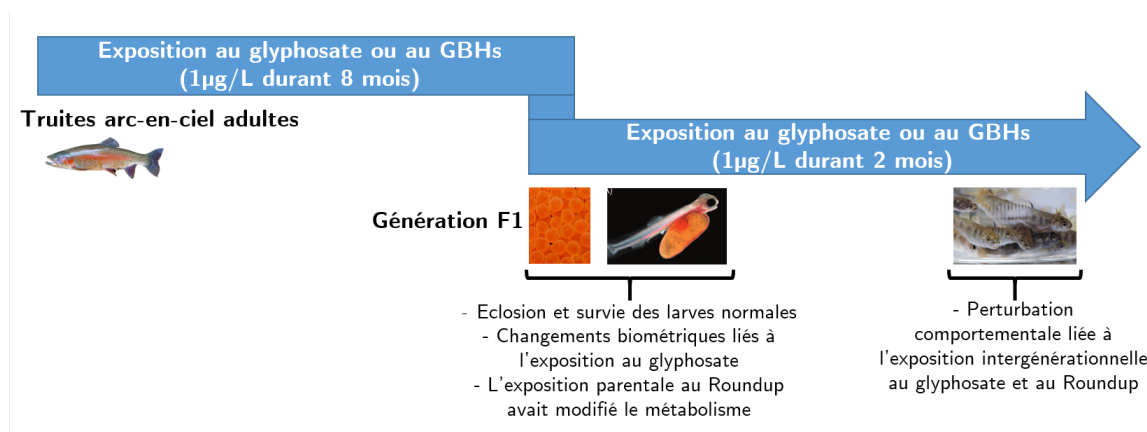 Exposition au glyphosate ou au GBHs
(1µg/L durant 8 mois)
Truites arc-en-ciel adultes
Exposition au glyphosate ou au GBHs
(1µg/L durant 2 mois)
Génération F1
- Eclosion et survie des larves normales
- Changements biométriques liés à
l'exposition au glyphosate
- L'exposition parentale au Roundup
avait modifié le métabolisme
- Perturbation
comportementale liée à
l'exposition intergénérationnelle
au glyphosate et au Roundup